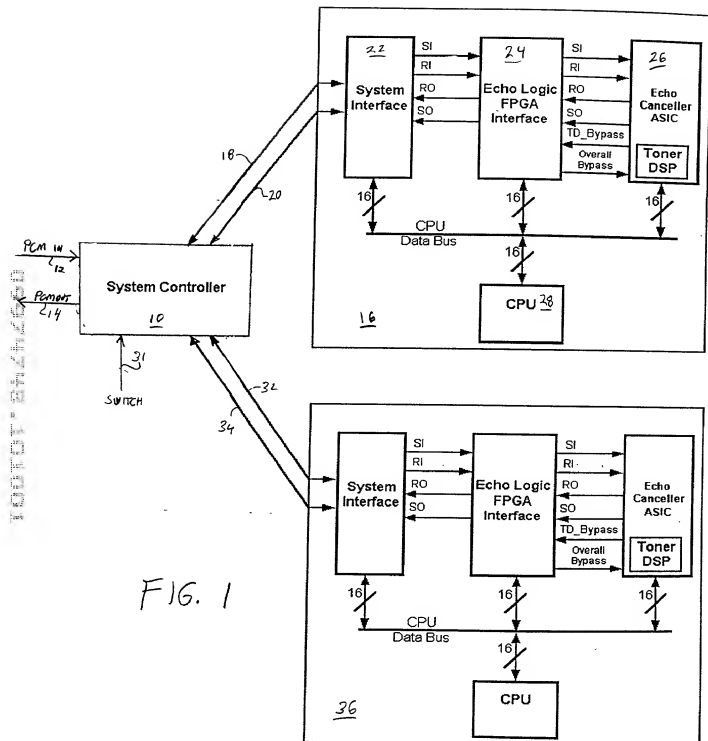 22
System
Interface
SI
RI
RO
SO
24
Echo Logic
FPGA
Interface
SI
RI
RO
SO
TD_Bypass
Overall
Bypass
26
Echo
Canceller
ASIC
Toner
DSP
16
16
16
CPU
Data Bus
16
CPU 28
16
18
20
PCM IN
12
PCM OUT
14
System Controller
10
31
SWITCH
32
34
System
Interface
SI
RI
RO
SO
Echo Logic
FPGA
Interface
SI
RI
RO
SO
TD_Bypass
Overall
Bypass
Echo
Canceller
ASIC
Toner
DSP
16
16
16
CPU
Data Bus
16
CPU
36
FIG. 1